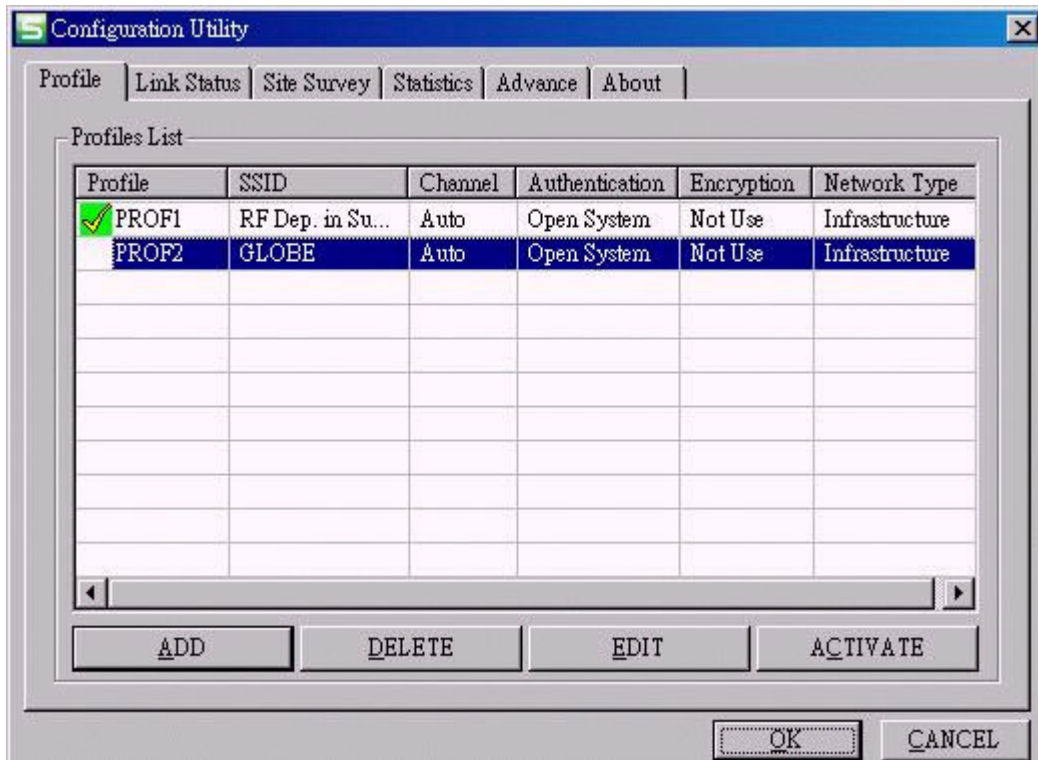 Configuration Utility
Profile Link Status Site Survey Statistics Advance About
Profiles List
Profile SSID Channel Authentication Encryption Network Type
PROF1 RF Dep. in Su... Auto Open System Not Use Infrastructure
PROF2 GLOBE Auto Open System Not Use Infrastructure
ADD DELETE EDIT ACTIVATE
OK CANCEL